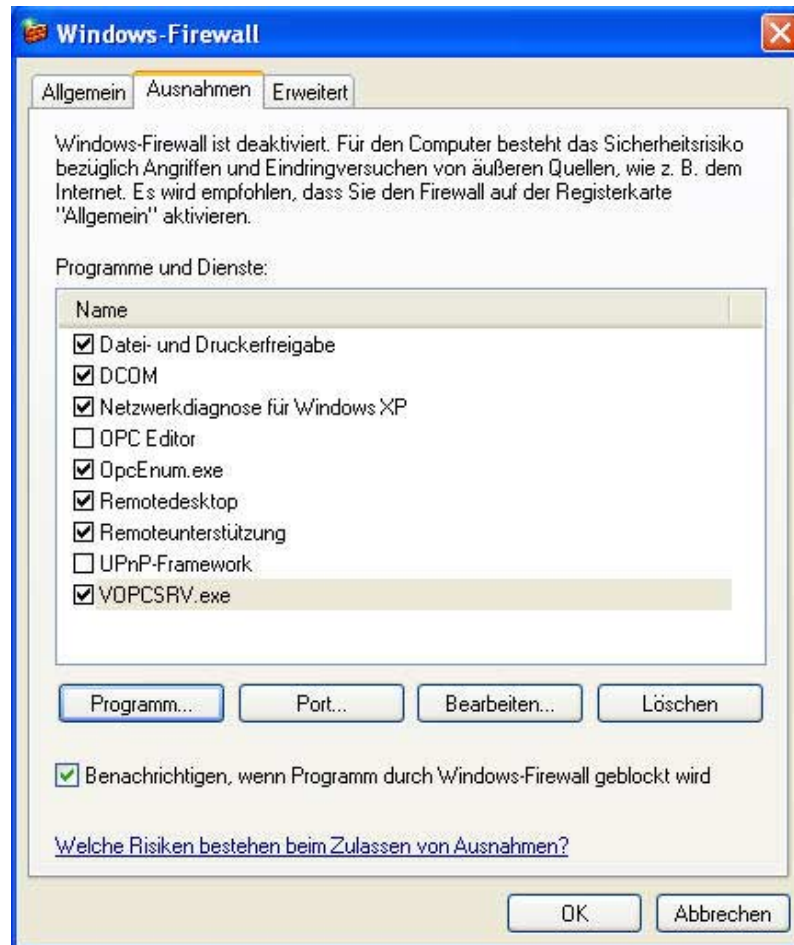 Windows-Firewall
Allgemein Ausnahmen Erweitert
Windows-Firewall ist deaktiviert. Für den Computer besteht das Sicherheitsrisiko
bezüglich Angriffen und Eindringversuchen von äußeren Quellen, wie z. B. dem
Internet. Es wird empfohlen, dass Sie den Firewall auf der Registerkarte
"Allgemein" aktivieren.
Programme und Dienste:
Name
Datei- und Druckerfreigabe
DCOM
Netzwerkdiagnose für Windows XP
OPC Editor
OpcEnum.exe
Remotedesktop
Remoteunterstützung
UPnP-Framework
VOPCSRV.exe
Programm... Port... Bearbeiten... Löschen
Benachrichtigen, wenn Programm durch Windows-Firewall geblockt wird
Welche Risiken bestehen beim Zulassen von Ausnahmen?
OK Abbrechen